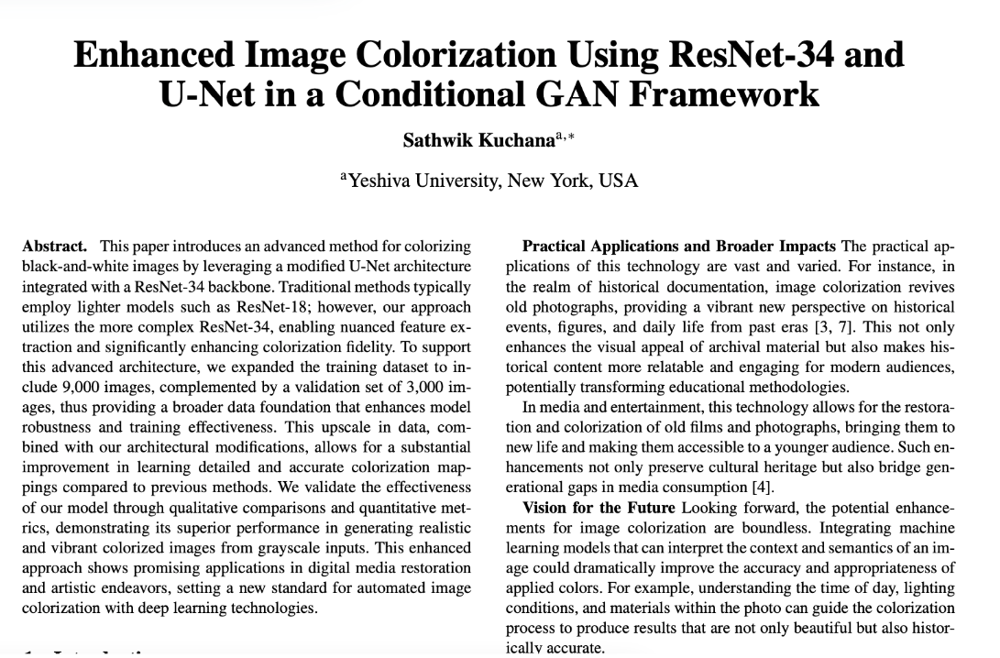 Enhanced Image Colorization Using ResNet-34 and
U-Net in a Conditional GAN Framework
Sathwik Kuchanaa,*
aYeshiva University, New York, USA
Abstract. This paper introduces an advanced method for colorizing
black-and-white images by leveraging a modified U-Net architecture
integrated with a ResNet-34 backbone. Traditional methods typically
employ lighter models such as ResNet-18; however, our approach
utilizes the more complex ResNet-34, enabling nuanced feature ex-
traction and significantly enhancing colorization fidelity. To support
this advanced architecture, we expanded the training dataset to in-
clude 9,000 images, complemented by a validation set of 3,000 im-
ages, thus providing a broader data foundation that enhances model
robustness and training effectiveness. This upscale in data, com-
bined with our architectural modifications, allows for a substantial
improvement in learning detailed and accurate colorization map-
pings compared to previous methods. We validate the effectiveness
of our model through qualitative comparisons and quantitative met-
rics, demonstrating its superior performance in generating realistic
and vibrant colorized images from grayscale inputs. This enhanced
approach shows promising applications in digital media restoration
and artistic endeavors, setting a new standard for automated image
colorization with deep learning technologies.
Practical Applications and Broader Impacts The practical ap-
plications of this technology are vast and varied. For instance, in
the realm of historical documentation, image colorization revives
old photographs, providing a vibrant new perspective on historical
events, figures, and daily life from past eras [3, 7]. This not only
enhances the visual appeal of archival material but also makes his-
torical content more relatable and engaging for modern audiences,
potentially transforming educational methodologies.
In media and entertainment, this technology allows for the restora-
tion and colorization of old films and photographs, bringing them to
new life and making them accessible to a younger audience. Such en-
hancements not only preserve cultural heritage but also bridge gen-
erational gaps in media consumption [4].
Vision for the Future Looking forward, the potential enhance-
ments for image colorization are boundless. Integrating machine
learning models that can interpret the context and semantics of an im-
age could dramatically improve the accuracy and appropriateness of
applied colors. For example, understanding the time of day, lighting
conditions, and materials within the photo can guide the colorization
process to produce results that are not only beautiful but also histor-
ically accurate.